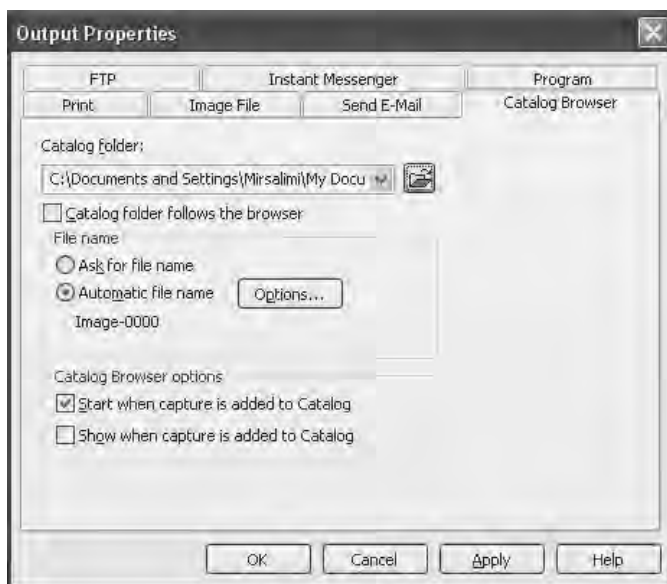 Output Properties
FTP Instant Messenger Program
Print Image File Send E-Mail Catalog Browser
Catalog folder:
C:\Documents and Settings\Mirsalimi\My Docu
Catalog folder follows the browser
File name
Ask for file name
Automatic file name Options...
Image-0000
Catalog Browser options
Start when capture is added to Catalog
Show when capture is added to Catalog
OK Cancel Apply Help